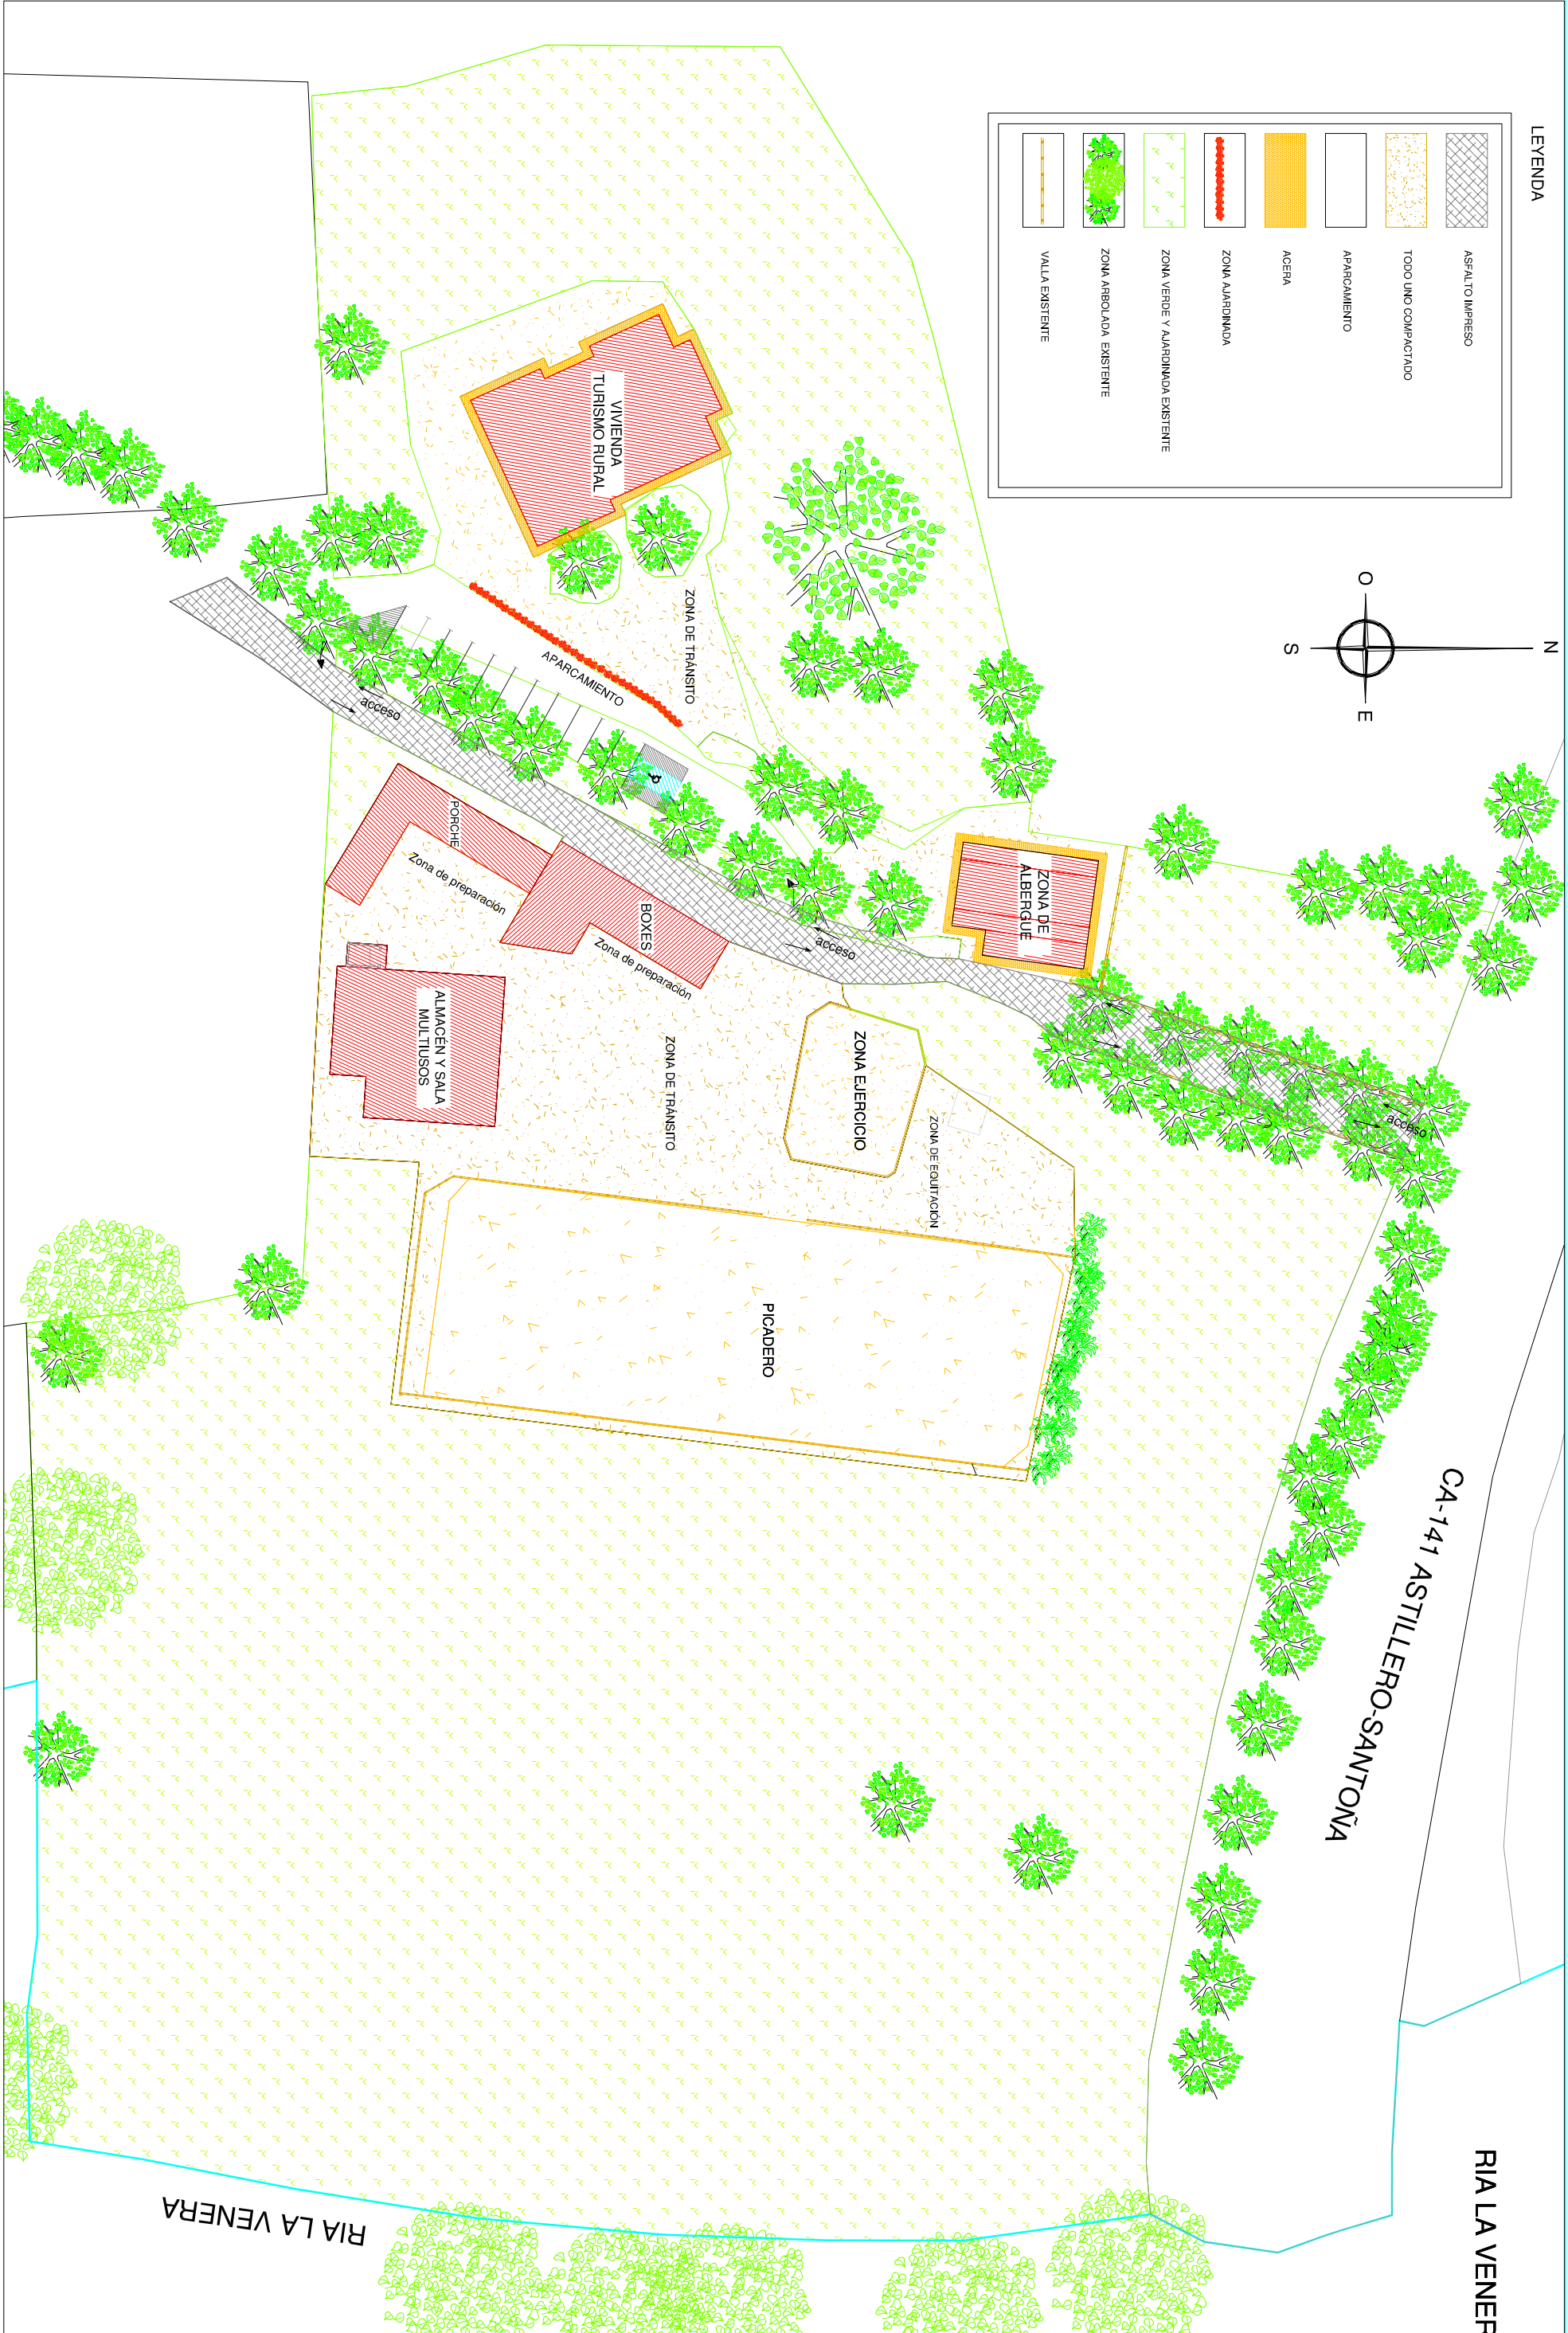 LEYENDA
ASFALTO IMPRESO
TODO UNO COMPACTADO
APARCAMIENTO
ACERA
ZONA AJARDINADA
ZONA VERDE Y AJARDINADA EXISTENTE
ZONA ARBOLADA EXISTENTE
VALLA EXISTENTE
N
O
E
S
VIVIENDA
TURISMO RURAL
ZONA DE TRÁNSITO
APARCAMIENTO
acceso
PORCHE
Zona de preparación
BOXES
Zona de preparación
ALMACÉN Y SALA
MULTIUSOS
ZONA DE
ALBERGUE
acceso
acceso
ZONA DE TRÁNSITO
ZONA EJERCICIO
ZONA DE EQUITACIÓN
PICADERO
CA-141 ASTILLERO-SANTOÑA
RIA LA VENER
RIA LA VENERA